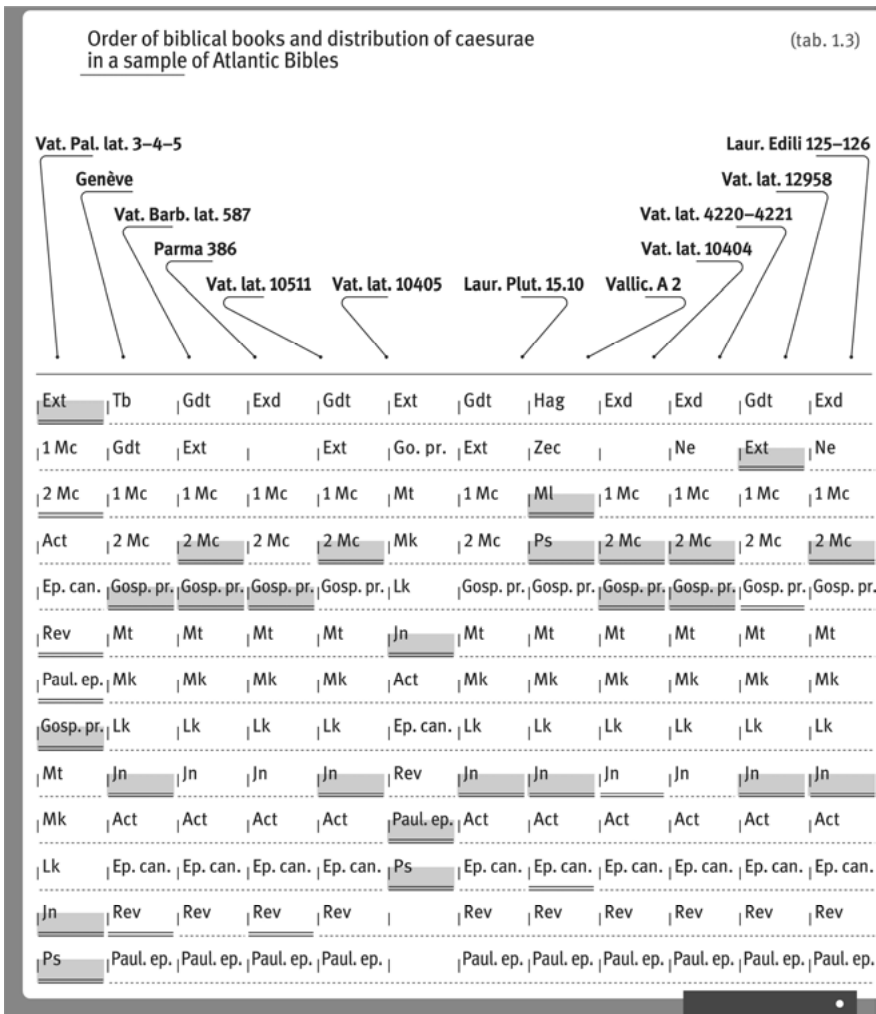 Order of biblical books and distribution of caesurae (tab. 1.3)
in a sample of Atlantic Bibles
Vat. Pal. lat. 3–4–5 Laur. Edili 125–126
Genève Vat. lat. 12958
Vat. Barb. lat. 587 Vat. lat. 4220–4221
Parma 386 Vat. lat. 10404
Vat. lat. 10511 Vat. lat. 10405 Laur. Plut. 15.10 Vallic. A 2
Ext Tb Gdt Exd Gdt Ext Gdt Hag Exd Exd Gdt Exd
1 Mc Gdt Ext Ext Go. pr. Ext Zec Ne Ext Ne
2 Mc 1 Mc 1 Mc 1 Mc 1 Mc Mt 1 Mc Ml 1 Mc 1 Mc 1 Mc 1 Mc
Act 2 Mc 2 Mc 2 Mc 2 Mc Mk 2 Mc Ps 2 Mc 2 Mc 2 Mc 2 Mc
Ep. can. Gosp. pr. Gosp. pr. Gosp. pr. Gosp. pr. Lk Gosp. pr. Gosp. pr. Gosp. pr. Gosp. pr. Gosp. pr. Gosp. pr.
Rev Mt Mt Mt Mt Jn Mt Mt Mt Mt Mt Mt
Paul. ep. Mk Mk Mk Mk Act Mk Mk Mk Mk Mk Mk
Gosp. pr. Lk Lk Lk Lk Ep. can. Lk Lk Lk Lk Lk Lk
Mt Jn Jn Jn Jn Rev Jn Jn Jn Jn Jn Jn
Mk Act Act Act Act Paul. ep. Act Act Act Act Act Act
Lk Ep. can. Ep. can. Ep. can. Ep. can. Ps Ep. can. Ep. can. Ep. can. Ep. can. Ep. can. Ep. can.
Jn Rev Rev Rev Rev Rev Rev Rev Rev Rev Rev
Ps Paul. ep. Paul. ep. Paul. ep. Paul. ep. Paul. ep. Paul. ep. Paul. ep. Paul. ep. Paul. ep. Paul. ep.